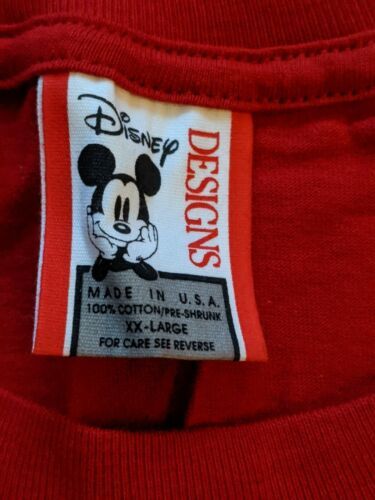 Disney
DESIGNS
MADE IN U.S.A.
100% COTTON/PRE-SHRUNK
XX-LARGE
FOR CARE SEE REVERSE